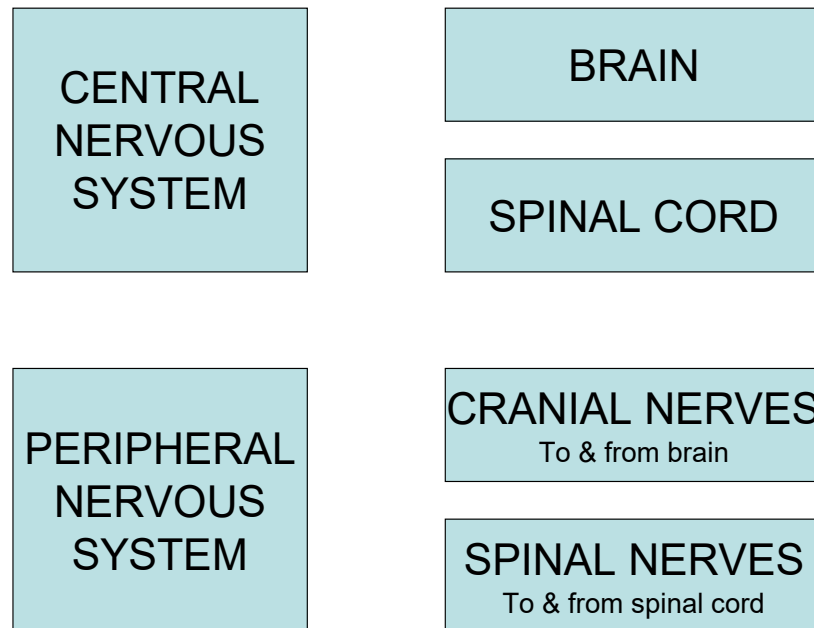 CENTRAL
NERVOUS
SYSTEM
BRAIN
SPINAL CORD
PERIPHERAL
NERVOUS
SYSTEM
CRANIAL NERVES
To & from brain
SPINAL NERVES
To & from spinal cord